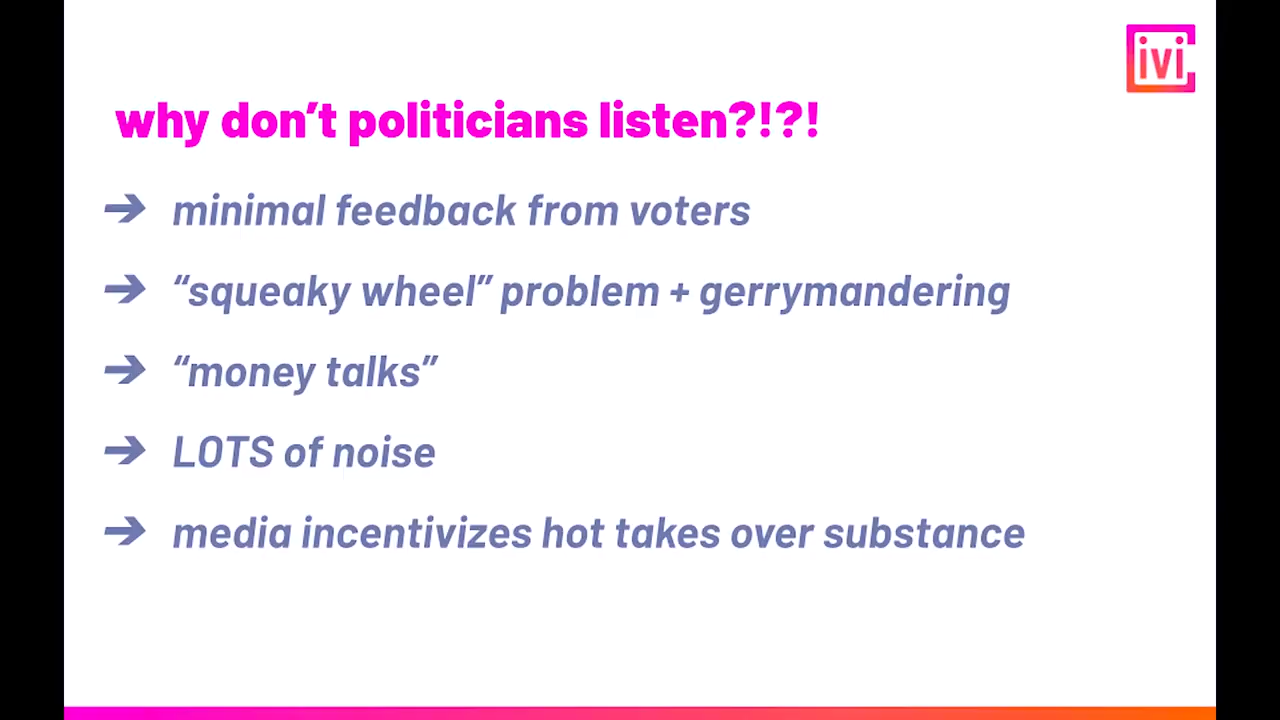 ivi
why don’t politicians listen?!?!
➔ minimal feedback from voters
➔ “squeaky wheel” problem + gerrymandering
➔ “money talks”
➔ LOTS of noise
➔ media incentivizes hot takes over substance